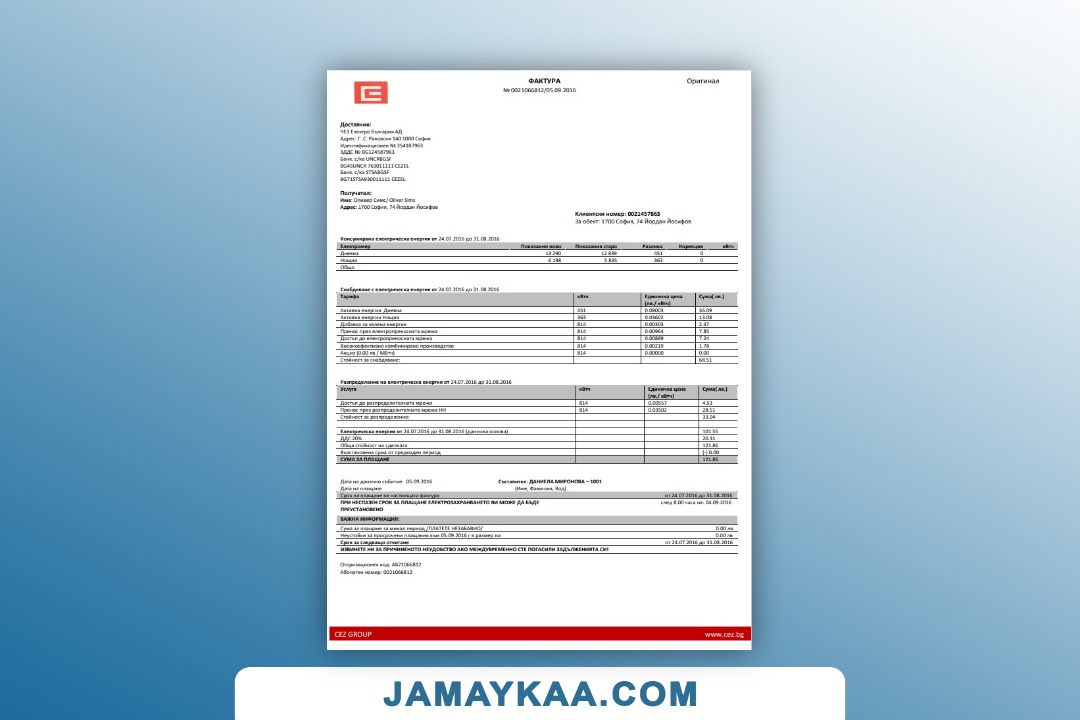 ФАКТУРА
Оригинал
№ 0021066812/05.09.2016
Доставчик:
ЧЕЗ Електро България АД
Адрес: Г. С. Раковски 140 1000 София
Идентификационен № 254187963
ЗДДС № BG124587963
Банк. с/ка UNCRBGSF
BG45UNCR 763011111 CEZEL
Банк. с/ка STSABGSF
BG71STSA930011111 CEZEL
Получател:
Име: Оливер Симс/ Oliver Sims
Адрес: 1700 София, 74 Йордан Йосифов
Клиентски номер: 0021457863
За обект: 1700 София, 74 Йордан Йосифов
Консумирана електрическа енергия от 24.07.2016 до 31.08.2016
Електромер Показания ново Показания старо Разлика Корекция кВтч
Дневна 13 290 12 839 451 0
Нощна 6 198 5 835 363 0
Общо
Снабдяване с електрическа енергия от 24.07.2016 до 31.08.2016
Тарифа кВтч Единична цена (лв./ кВтч) Сума( лв.)
Активна енергия Дневна 451 0.08003 36.09
Активна енергия Нощна 363 0.03602 13.08
Добавка за зелена енергия 814 0.00303 2.47
Пренос през електропреносната мрежа 814 0.00964 7.85
Достъп до електропреносната мрежа 814 0.00889 7.24
Високоефективно комбинирано производство 814 0.00219 1.78
Акциз (0.00 лв./ МВтч) 814 0.00000 0.00
Стойност за снабдяване: 68.51
Разпределение на електрическа енергия от 24.07.2016 до 31.08.2016
Услуга кВтч Единична цена (лв./ кВтч) Сума( лв.)
Достъп до разпределителната мрежа 814 0.00557 4.53
Пренос през разпределителната мрежа НН 814 0.03502 28.51
Стойност за разпределение: 33.04
Електрическа енергия от 24.07.2016 до 31.08.2016 (данъчна основа) 101.55
ДДС 20% 20.31
Обща стойност на сделката 121.86
Възстановена сума от предходен период (-) 0.00
СУМА ЗА ПЛАЩАНЕ 121.86
Дата на данъчно събитие 05.09.2016 Съставител: ДАНИЕЛА МИРОНОВА – 1001
Дата на плащане (Име, Фамилия, Код)
Срок на плащане на настоящата фактура от 24.07.2016 до 31.08.2016
ПРИ НЕСПАЗЕН СРОК ЗА ПЛАЩАНЕ ЕЛЕКТРОЗАХРАНВАНЕТО ВИ МОЖЕ ДА БЪДЕ след 8.00 часа на: 04.09.2016
ПРЕУСТАНОВЕНО
ВАЖНА ИНФОРМАЦИЯ:
Сума за плащане за минал период /ПЛАТЕТЕ НЕЗАБАВНО/ 0.00 лв
Неустойки за просрочени плащания към 05.09.2016 г в размер на 0.00 лв
Срок за следващо отчитане от 24.07.2016 до 31.08.2016
ИЗВИНЕТЕ НИ ЗА ПРИЧИНЕНОТО НЕУДОБСТВО АКО МЕЖДУВРЕМЕННО СТЕ ПОГАСИЛИ ЗАДЪЛЖЕНИЯТА СИ!
Оторизационен код: АБ21066812
Абонатен номер: 0021066812
CEZ GROUP www.cez.bg
JAMAYKAA.COM